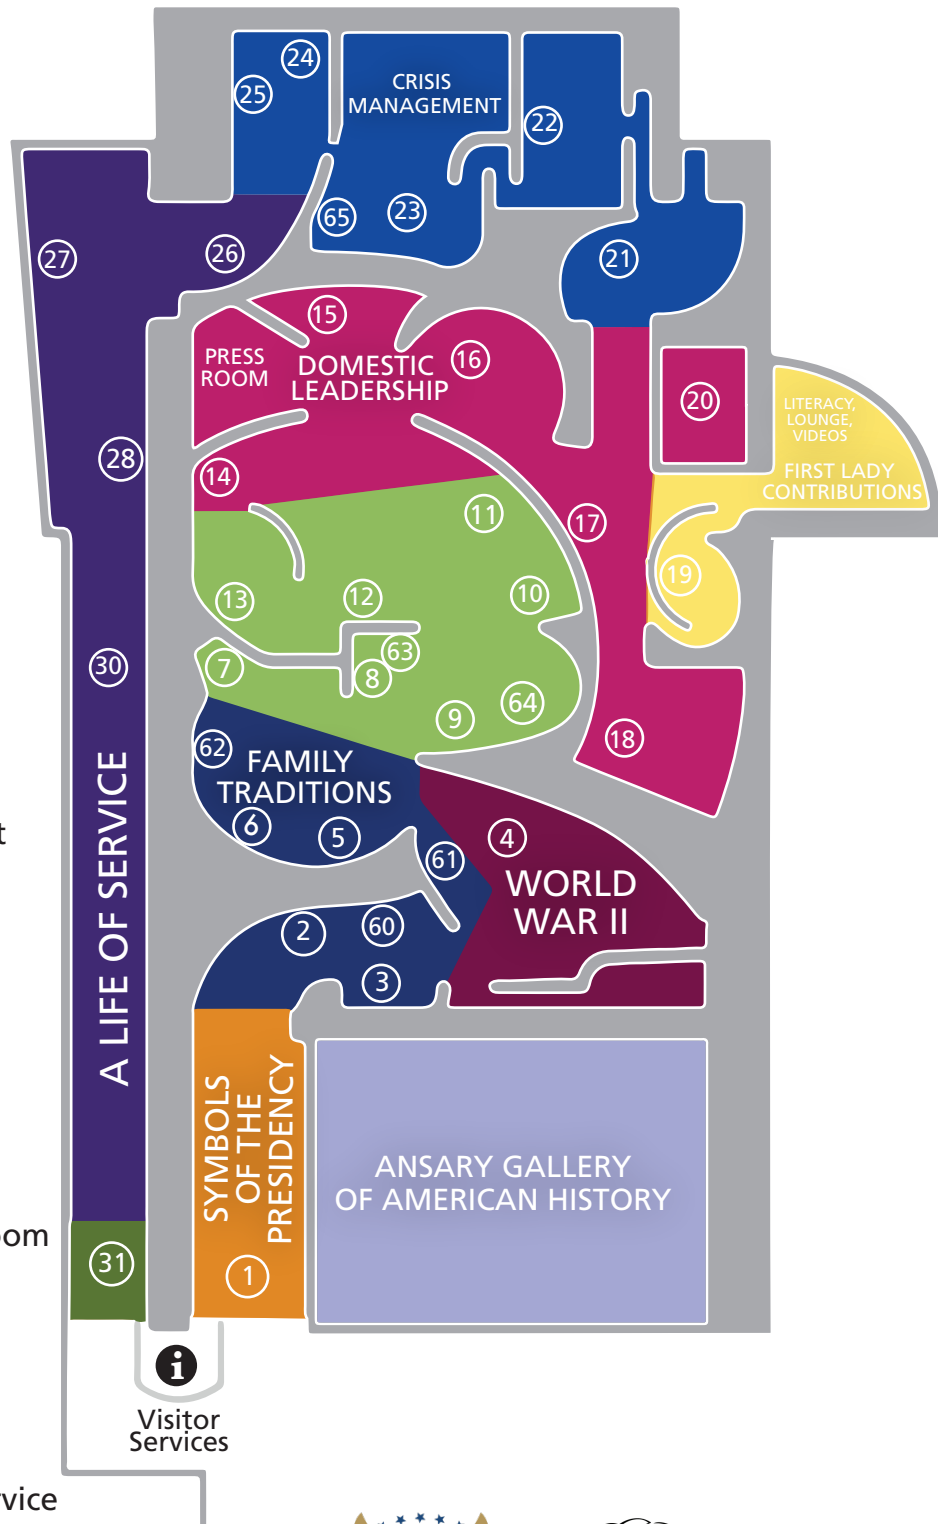 24
25
CRISIS
MANAGEMENT
22
65
23
27
26
21
15
PRESS
ROOM
DOMESTIC
LEADERSHIP
16
20
LITERACY,
LOUNGE,
VIDEOS
FIRST LADY
CONTRIBUTIONS
28
14
11
17
19
13
12
10
30
7
63
8
9
64
18
62
FAMILY
TRADITIONS
6
5
4
61
WORLD
WAR II
2
60
3
A LIFE OF SERVICE
SYMBOLS
OF THE
PRESIDENCY
ANSARY GALLERY
OF AMERICAN HISTORY
31
1
i
Visitor
Services
t
om
rvice